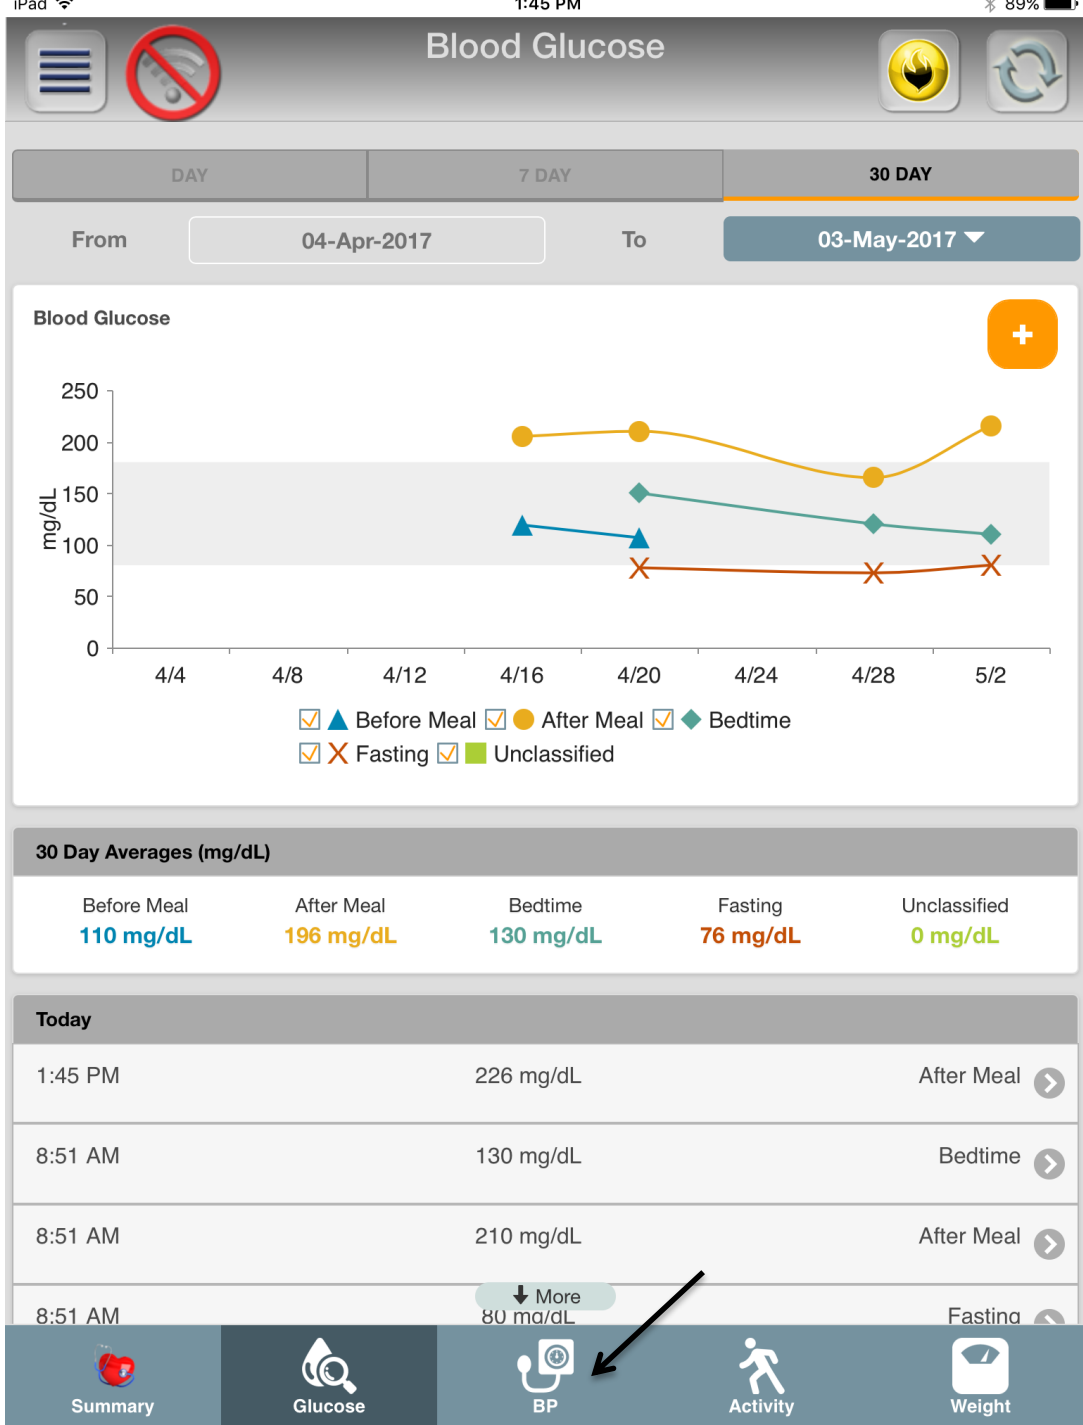 iPad 1:45 PM 89%
Blood Glucose
DAY 7 DAY 30 DAY
From 04-Apr-2017 To 03-May-2017
Blood Glucose
+
250
200
150
100
50
0
mg/dL
4/4 4/8 4/12 4/16 4/20 4/24 4/28 5/2
Before Meal After Meal Bedtime
Fasting Unclassified
30 Day Averages (mg/dL)
Before Meal After Meal Bedtime Fasting Unclassified
110 mg/dL 196 mg/dL 130 mg/dL 76 mg/dL 0 mg/dL
Today
1:45 PM 226 mg/dL After Meal
8:51 AM 130 mg/dL Bedtime
8:51 AM 210 mg/dL After Meal
More
8:51 AM 80 mg/dL Fasting
Summary Glucose BP Activity Weight